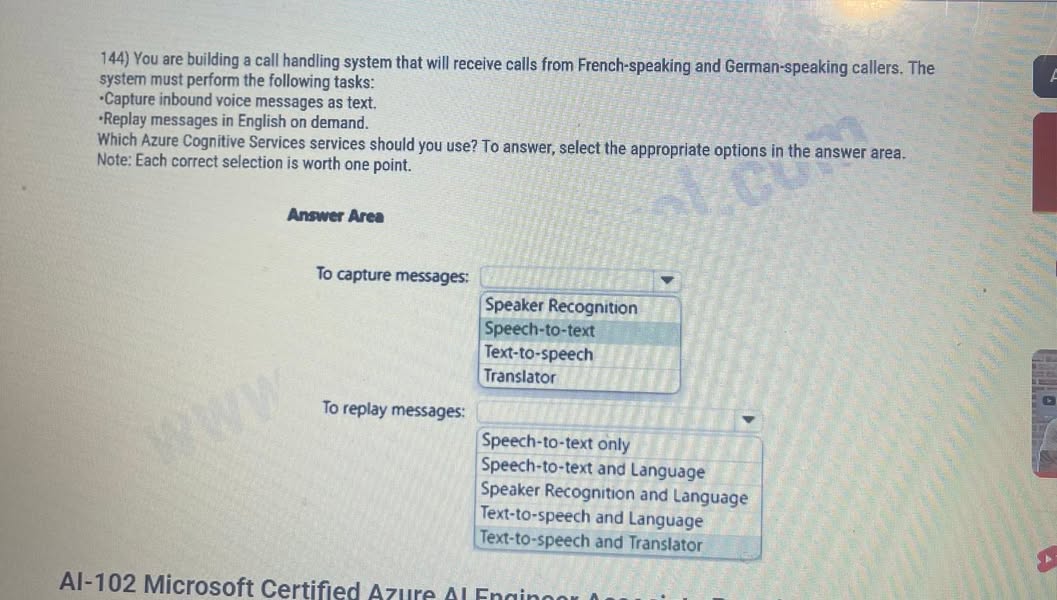 144) You are building a call handling system that will receive calls from French-speaking and German-speaking callers. The
system must perform the following tasks:
•Capture inbound voice messages as text.
•Replay messages in English on demand.
Which Azure Cognitive Services services should you use? To answer, select the appropriate options in the answer area.
Note: Each correct selection is worth one point.
Answer Area
To capture messages:
Speaker Recognition
Speech-to-text
Text-to-speech
Translator
To replay messages:
Speech-to-text only
Speech-to-text and Language
Speaker Recognition and Language
Text-to-speech and Language
Text-to-speech and Translator
www
.com
AI-102 Microsoft Certified Azure AI Engineer